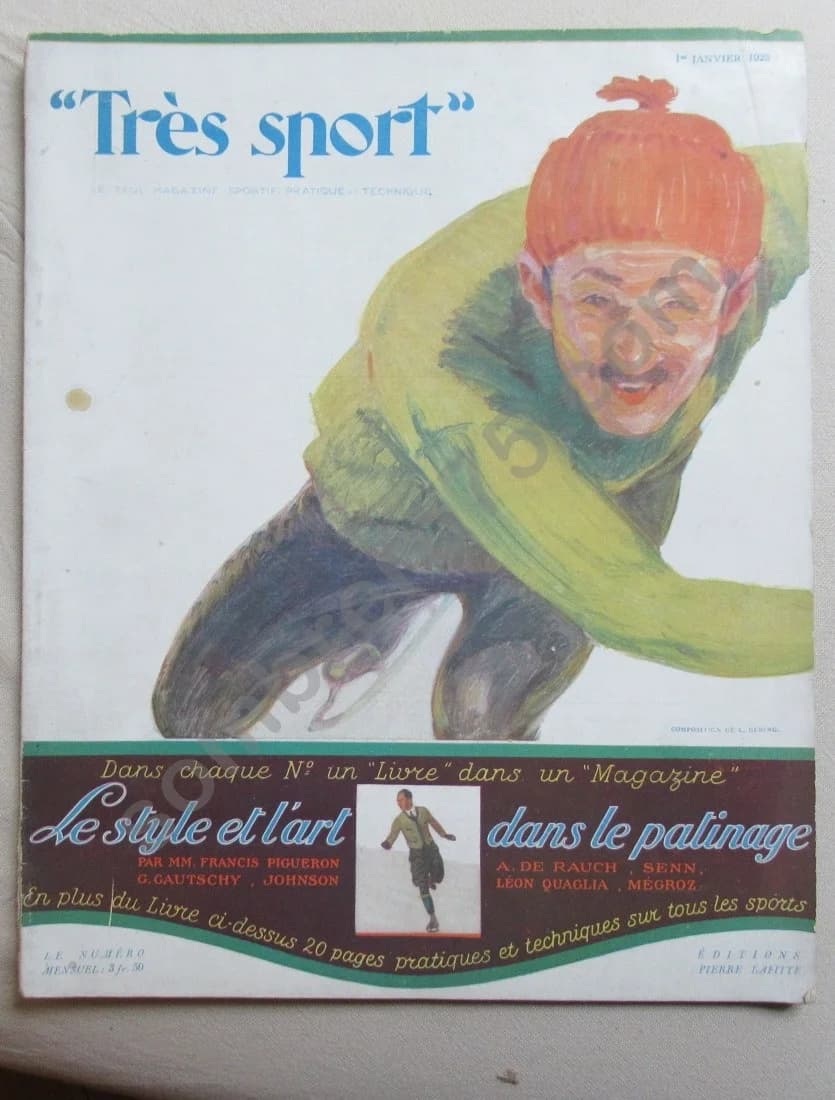 1er JANVIER 192
“Très sport”
LE SEUL MAGAZINE SPORTIF PRATIQUE & TECHNIQUE
COMPOSITION DE
Dans chaque No un "Livre" dans un "Magazine"
Le style et l'art dans le patinage
PAR MM. FRANCIS PIGUERON
G. GAUTSCHY , JOHNSON
A. DE RAUCH , SENN,
LÉON QUAGLIA , MÉGROZ
En plus du Livre ci-dessus 20 pages pratiques et techniques sur tous les sports
LE NUMÉRO
MENSUEL : 3 fr. 50
ÉDITIONS
PIERRE LAFITTE